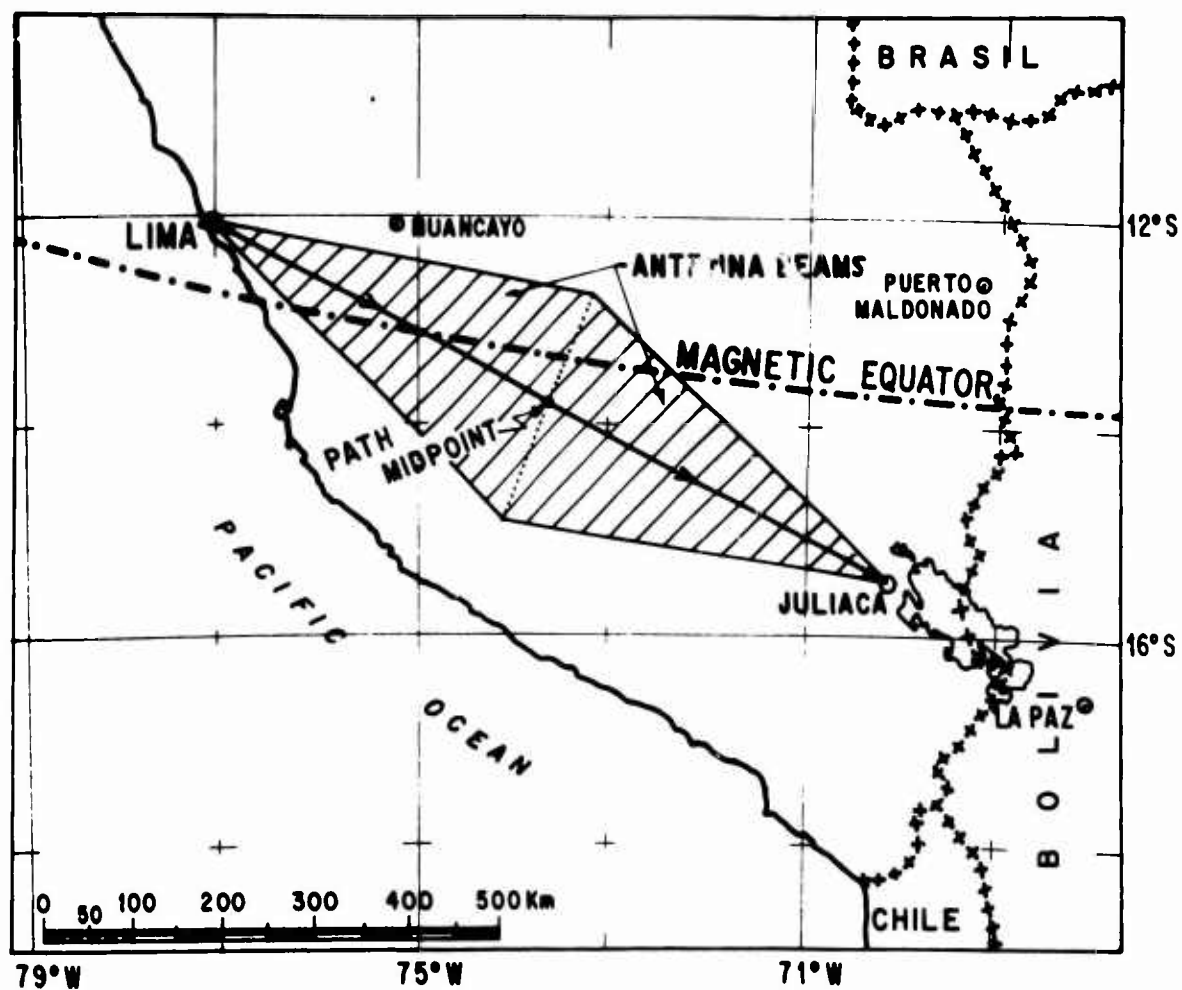 BRASIL
12°S
LIMA
HUANCAYO
BEAMS
PUERTO
MALDONADO
MAGNETIC EQUATOR
PATH
MIDPOINT
PACIFIC
OCEAN
JULIACA
16°S
LA PAZ
BOLIVIA
CHILE
0 50 100 200 300 400 500 Km
79°W 75°W 71°W